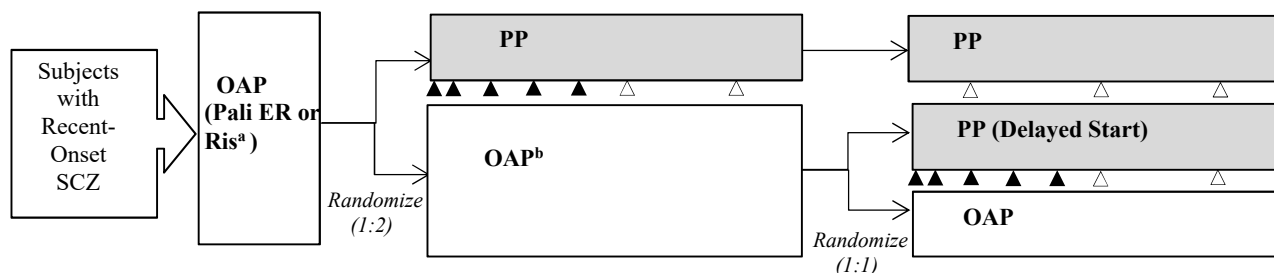 Subjects
with
Recent-
Onset
SCZ
OAP
(Pali ER or
Risᵃ )
Randomize
(1:2)
PP
OAPᵇ
Randomize
(1:1)
PP
PP (Delayed Start)
OAP